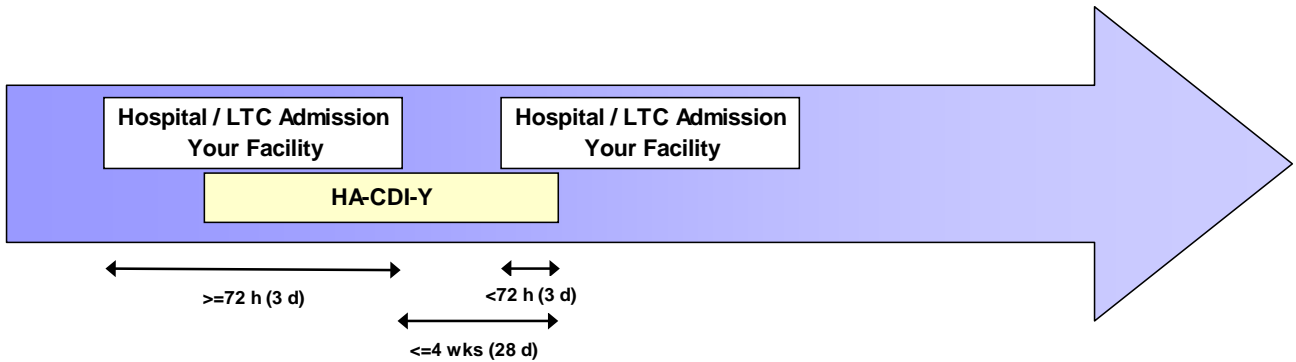 Hospital / LTC Admission
Your Facility
Hospital / LTC Admission
Your Facility
HA-CDI-Y
>=72 h (3 d)
<72 h (3 d)
<=4 wks (28 d)